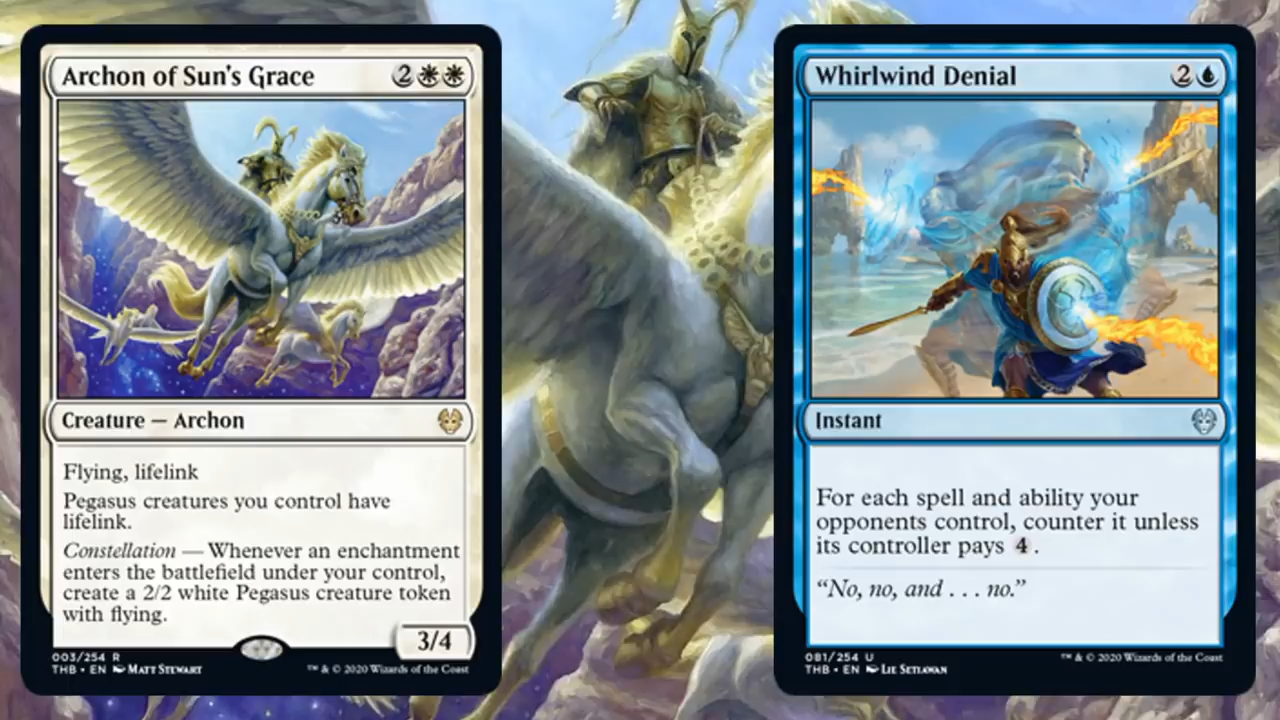 Archon of Sun's Grace 2
Creature — Archon
Flying, lifelink
Pegasus creatures you control have
lifelink.
Constellation — Whenever an enchantment
enters the battlefield under your control,
create a 2/2 white Pegasus creature token
with flying.
3/4
003/254 R
THB • EN Matt Stewart
™ & © 2020 Wizards of the Coast
Whirlwind Denial 2
Instant
For each spell and ability your
opponents control, counter it unless
its controller pays 4.
“No, no, and . . . no.”
081/254 U
THB • EN Lie Setiawan
™ & © 2020 Wizards of the Coast